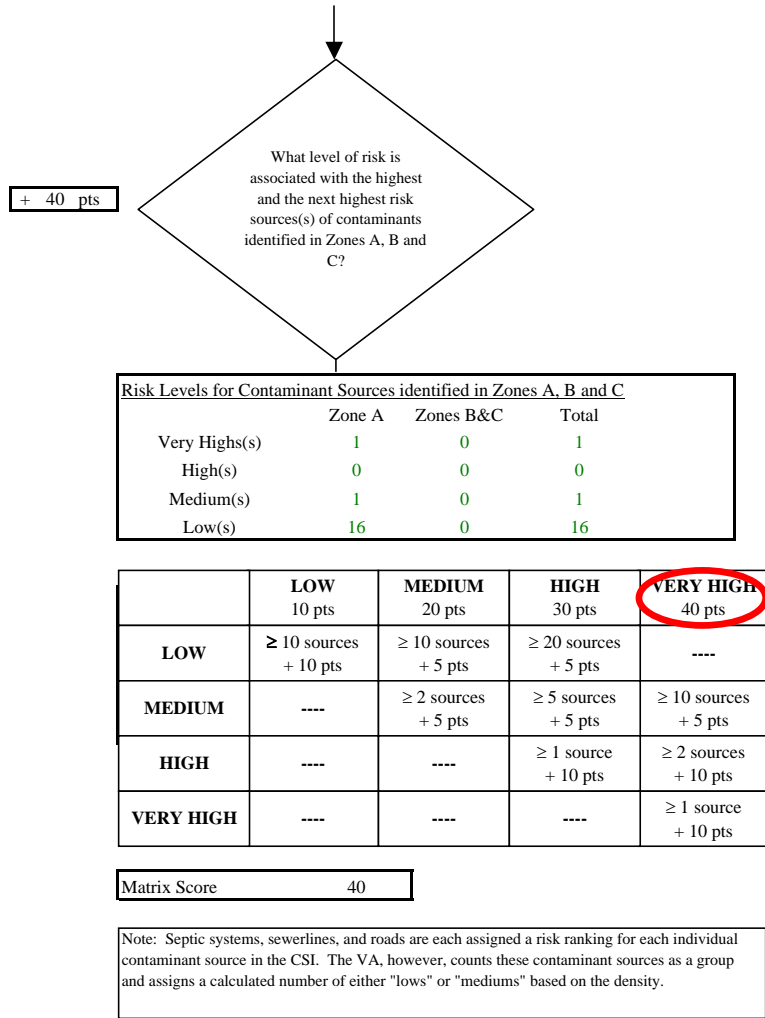 What level of risk is
associated with the highest
and the next highest risk
sources(s) of contaminants
identified in Zones A, B and
C?
+ 40 pts
Risk Levels for Contaminant Sources identified in Zones A, B and C
Zone A Zones B&C Total
Very Highs(s) 1 0 1
High(s) 0 0 0
Medium(s) 1 0 1
Low(s) 16 0 16
LOW MEDIUM HIGH VERY HIGH
10 pts 20 pts 30 pts 40 pts
LOW ≥ 10 sources ≥ 10 sources ≥ 20 sources ----
+ 10 pts + 5 pts + 5 pts
MEDIUM ---- ≥ 2 sources ≥ 5 sources ≥ 10 sources
+ 5 pts + 5 pts + 5 pts
HIGH ---- ---- ≥ 1 source ≥ 2 sources
+ 10 pts + 10 pts
VERY HIGH ---- ---- ---- ≥ 1 source
+ 10 pts
Matrix Score 40
Note: Septic systems, sewerlines, and roads are each assigned a risk ranking for each individual
contaminant source in the CSI. The VA, however, counts these contaminant sources as a group
and assigns a calculated number of either "lows" or "mediums" based on the density.